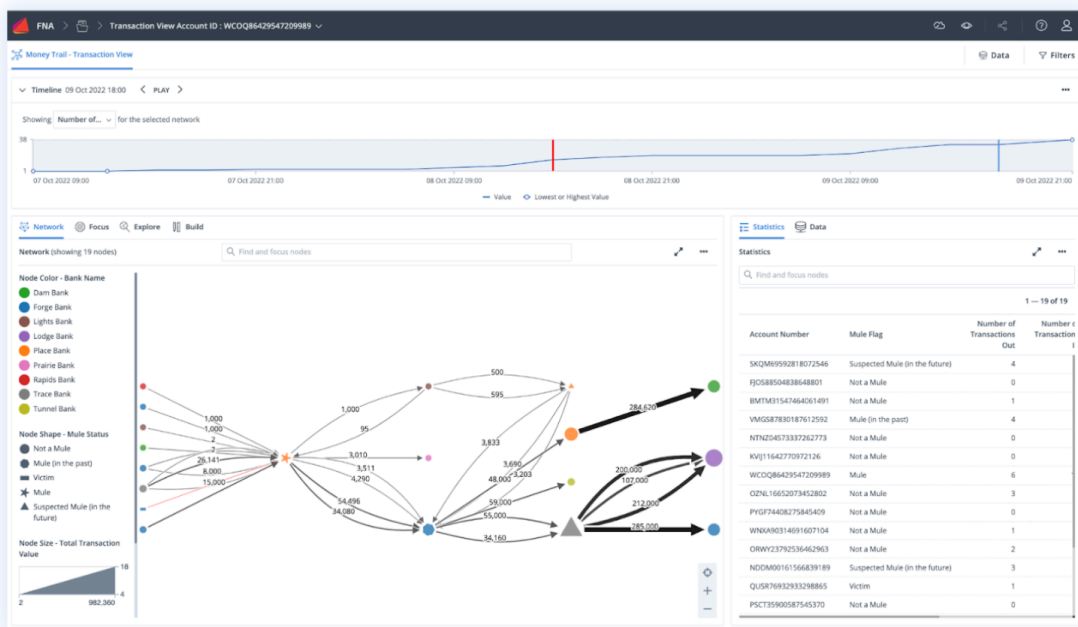 FNA > > Transaction View Account ID : WCOQ86429547209989
Money Trail - Transaction View
Data
Filters
Timeline 09 Oct 2022 18:00 < PLAY >
Showing Number of... for the selected network
38
1
07 Oct 2022 09:00
07 Oct 2022 21:00
08 Oct 2022 09:00
08 Oct 2022 21:00
09 Oct 2022 09:00
09 Oct 2022 21:00
Value
Lowest or Highest Value
Network
Focus
Explore
Build
Network (showing 19 nodes)
Find and focus nodes
Node Color - Bank Name
Dam Bank
Forge Bank
Lights Bank
Lodge Bank
Place Bank
Prairie Bank
Rapids Bank
Trace Bank
Tunnel Bank
Node Shape - Mule Status
Not a Mule
Mule (in the past)
Victim
Mule
Suspected Mule (in the
future)
Node Size - Total Transaction
Value
18
4
2
982,360
1,000
1,000
2
2
26,141
8,000
15,000
1,000
95
3,010
3,511
4,290
54,496
34,080
500
595
3,833
3,690
3,203
48,000
59,000
55,000
34,160
284,620
200,000
107,000
212,000
285,000
Statistics
Data
Statistics
Find and focus nodes
1 — 19 of 19
Account Number
Mule Flag
Number of
Transactions
Out
Number
Transaction
SKQM69592818072546 Suspected Mule (in the future) 4
FJOS88504838648801 Not a Mule 0
BMTM31547464061491 Not a Mule 1
VMGS87830187612592 Mule (in the past) 4
NTNZ04573337262773 Not a Mule 0
KVIJ11642770972126 Not a Mule 0
WCOQ86429547209989 Mule 6
OZNL16652073452802 Not a Mule 3
PYGF74408275845409 Not a Mule 0
WNXA90314691607104 Not a Mule 1
ORWY23792536462963 Not a Mule 2
NDDM00161566839189 Suspected Mule (in the future) 3
QUSR76932933298865 Victim 1
PSCT35900587545370 Not a Mule 0